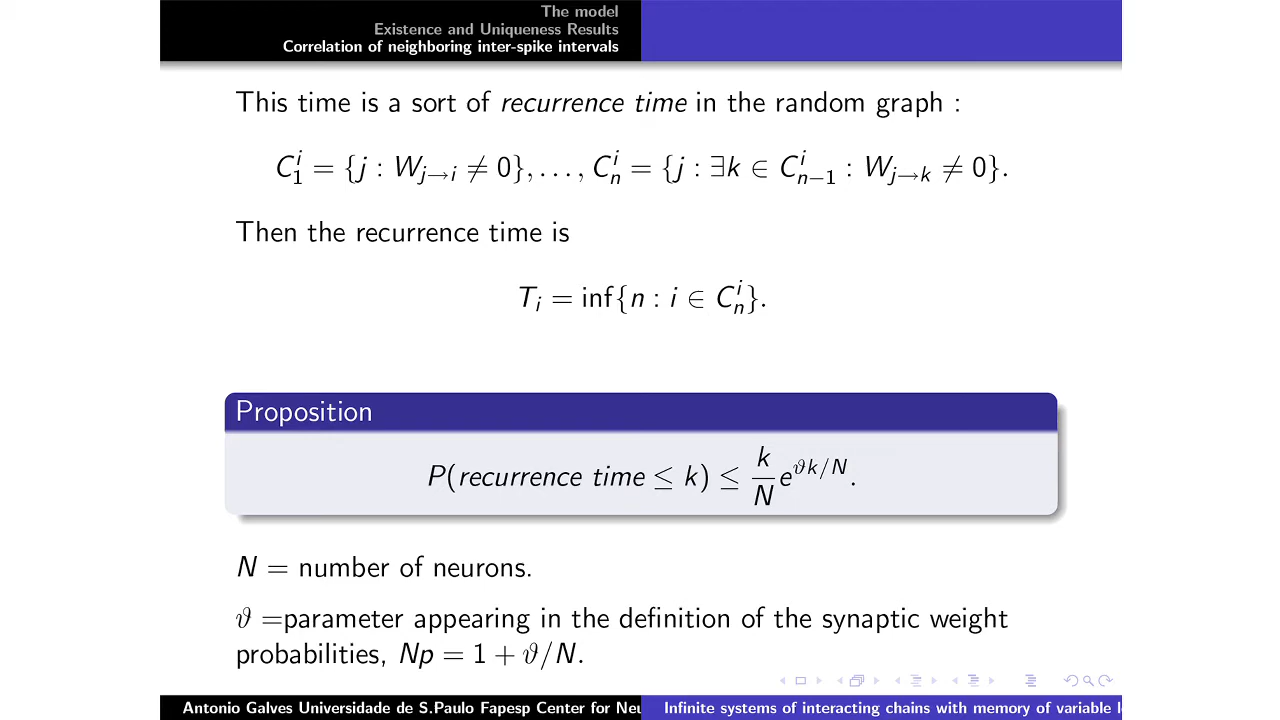 The model
Existence and Uniqueness Results
Correlation of neighboring inter-spike intervals
This time is a sort of recurrence time in the random graph :
C^i_1 = {j : W_{j→i} ≠ 0}, . . . , C^i_n = {j : ∃k ∈ C^i_{n−1} : W_{j→k} ≠ 0}.
Then the recurrence time is
T_i = inf{n : i ∈ C^i_n}.
Proposition
P(recurrence time ≤ k) ≤ k/N e^{ϑk/N}.
N = number of neurons.
ϑ =parameter appearing in the definition of the synaptic weight
probabilities, Np = 1 + ϑ/N.
Antonio Galves Universidade de S.Paulo Fapesp Center for Neu
Infinite systems of interacting chains with memory of variable l